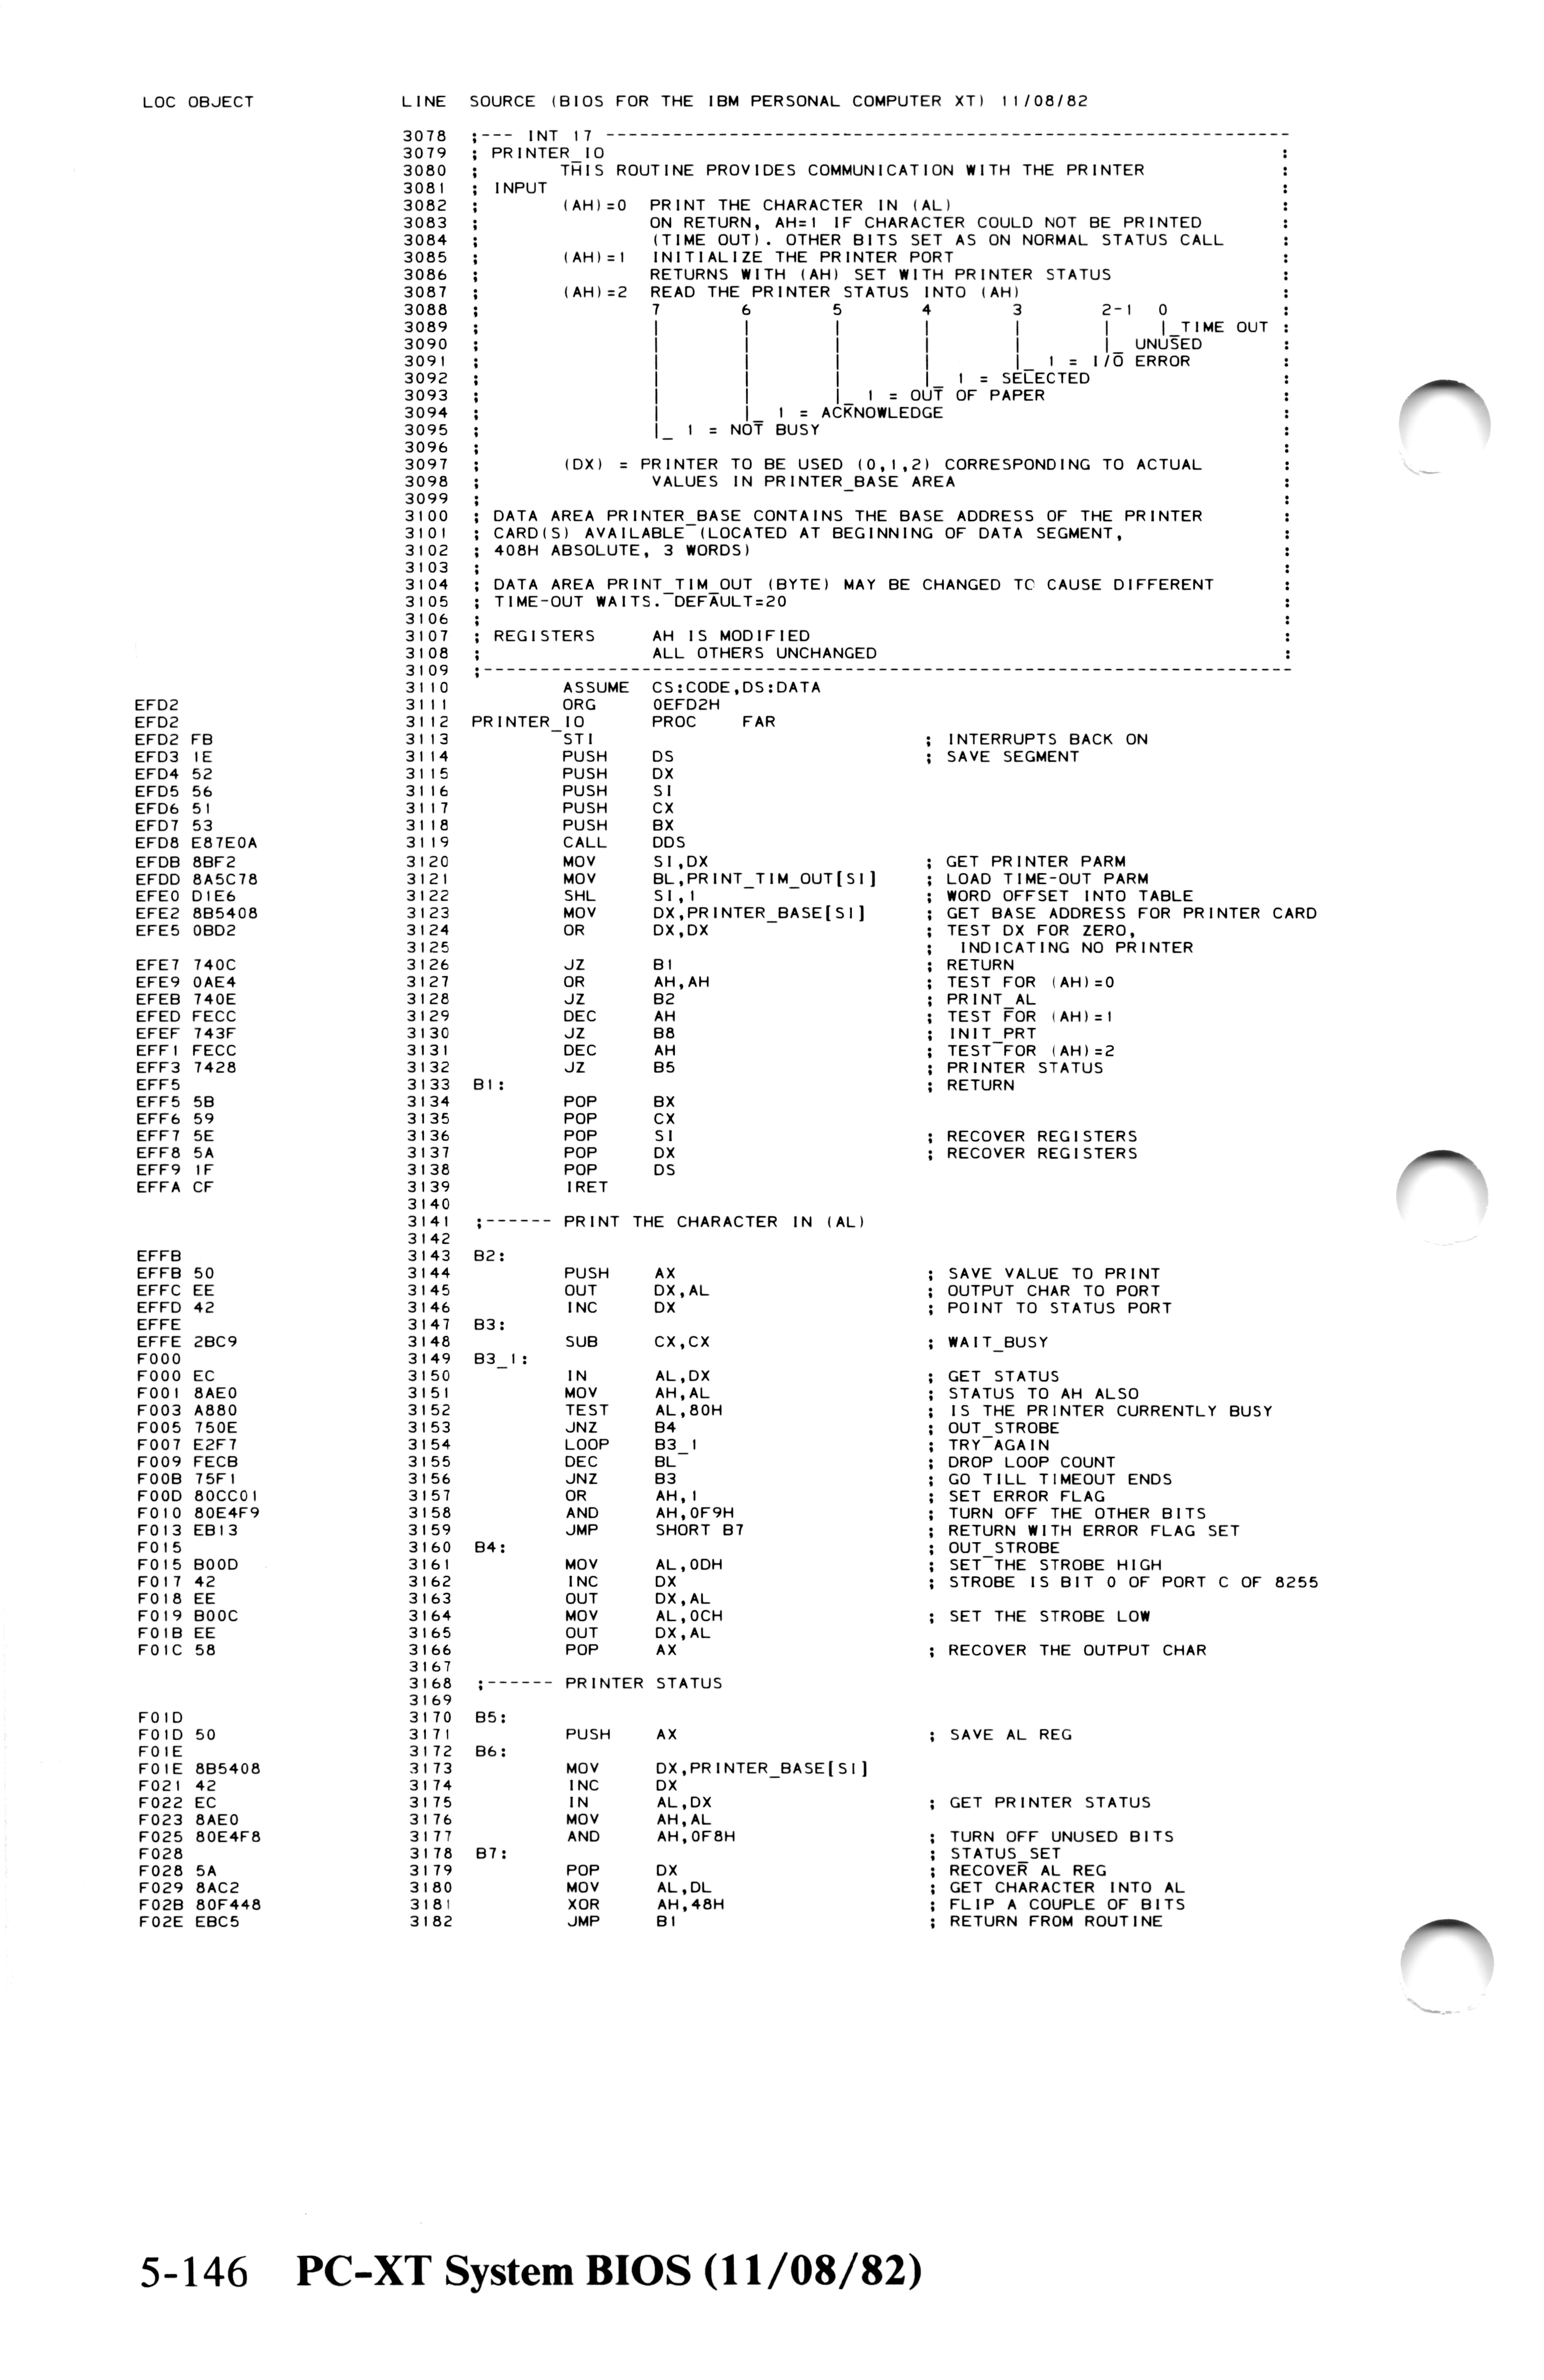 LOC OBJECT LINE SOURCE (BIOS FOR THE IBM PERSONAL COMPUTER XT) 11/08/82
3078 ;--- INT 17 -------------------------------------------------------------
3079 ; PRINTER_IO :
3080 ; THIS ROUTINE PROVIDES COMMUNICATION WITH THE PRINTER :
3081 ; INPUT :
3082 ; (AH)=0 PRINT THE CHARACTER IN (AL) :
3083 ; ON RETURN, AH=1 IF CHARACTER COULD NOT BE PRINTED :
3084 ; (TIME OUT). OTHER BITS SET AS ON NORMAL STATUS CALL :
3085 ; (AH)=1 INITIALIZE THE PRINTER PORT :
3086 ; RETURNS WITH (AH) SET WITH PRINTER STATUS :
3087 ; (AH)=2 READ THE PRINTER STATUS INTO (AH) :
3088 ; 7 6 5 4 3 2-1 0 :
3089 ; | | | | | | |_TIME OUT :
3090 ; | | | | | |_ UNUSED :
3091 ; | | | | |_ 1 = I/O ERROR :
3092 ; | | | |_ 1 = SELECTED :
3093 ; | | |_ 1 = OUT OF PAPER :
3094 ; | |_ 1 = ACKNOWLEDGE :
3095 ; |_ 1 = NOT BUSY :
3096 ; :
3097 ; (DX) = PRINTER TO BE USED (0,1,2) CORRESPONDING TO ACTUAL :
3098 ; VALUES IN PRINTER_BASE AREA :
3099 ; :
3100 ; DATA AREA PRINTER_BASE CONTAINS THE BASE ADDRESS OF THE PRINTER :
3101 ; CARD(S) AVAILABLE (LOCATED AT BEGINNING OF DATA SEGMENT, :
3102 ; 408H ABSOLUTE, 3 WORDS) :
3103 ; :
3104 ; DATA AREA PRINT_TIM_OUT (BYTE) MAY BE CHANGED TO CAUSE DIFFERENT :
3105 ; TIME-OUT WAITS. DEFAULT=20 :
3106 ; :
3107 ; REGISTERS AH IS MODIFIED :
3108 ; ALL OTHERS UNCHANGED :
3109 ;-------------------------------------------------------------------------
3110 ASSUME CS:CODE,DS:DATA
EFD2 3111 ORG 0EFD2H
EFD2 3112 PRINTER_IO PROC FAR
EFD2 FB 3113 STI ; INTERRUPTS BACK ON
EFD3 1E 3114 PUSH DS ; SAVE SEGMENT
EFD4 52 3115 PUSH DX
EFD5 56 3116 PUSH SI
EFD6 51 3117 PUSH CX
EFD7 53 3118 PUSH BX
EFD8 E87E0A 3119 CALL DDS
EFDB 8BF2 3120 MOV SI,DX ; GET PRINTER PARM
EFDD 8A5C78 3121 MOV BL,PRINT_TIM_OUT[SI] ; LOAD TIME-OUT PARM
EFE0 D1E6 3122 SHL SI,1 ; WORD OFFSET INTO TABLE
EFE2 8B5408 3123 MOV DX,PRINTER_BASE[SI] ; GET BASE ADDRESS FOR PRINTER CARD
EFE5 0BD2 3124 OR DX,DX ; TEST DX FOR ZERO,
3125 ; INDICATING NO PRINTER
EFE7 740C 3126 JZ B1 ; RETURN
EFE9 0AE4 3127 OR AH,AH ; TEST FOR (AH)=0
EFEB 740E 3128 JZ B2 ; PRINT_AL
EFED FECC 3129 DEC AH ; TEST FOR (AH)=1
EFEF 743F 3130 JZ B8 ; INIT_PRT
EFF1 FECC 3131 DEC AH ; TEST FOR (AH)=2
EFF3 7428 3132 JZ B5 ; PRINTER STATUS
EFF5 3133 B1: ; RETURN
EFF5 5B 3134 POP BX
EFF6 59 3135 POP CX
EFF7 5E 3136 POP SI ; RECOVER REGISTERS
EFF8 5A 3137 POP DX ; RECOVER REGISTERS
EFF9 1F 3138 POP DS
EFFA CF 3139 IRET
3140
3141 ;------ PRINT THE CHARACTER IN (AL)
3142
EFFB 3143 B2:
EFFB 50 3144 PUSH AX ; SAVE VALUE TO PRINT
EFFC EE 3145 OUT DX,AL ; OUTPUT CHAR TO PORT
EFFD 42 3146 INC DX ; POINT TO STATUS PORT
EFFE 3147 B3:
EFFE 2BC9 3148 SUB CX,CX ; WAIT_BUSY
F000 3149 B3_1:
F000 EC 3150 IN AL,DX ; GET STATUS
F001 8AE0 3151 MOV AH,AL ; STATUS TO AH ALSO
F003 A880 3152 TEST AL,80H ; IS THE PRINTER CURRENTLY BUSY
F005 750E 3153 JNZ B4 ; OUT_STROBE
F007 E2F7 3154 LOOP B3_1 ; TRY AGAIN
F009 FECB 3155 DEC BL ; DROP LOOP COUNT
F00B 75F1 3156 JNZ B3 ; GO TILL TIMEOUT ENDS
F00D 80CC01 3157 OR AH,1 ; SET ERROR FLAG
F010 80E4F9 3158 AND AH,0F9H ; TURN OFF THE OTHER BITS
F013 EB13 3159 JMP SHORT B7 ; RETURN WITH ERROR FLAG SET
F015 3160 B4: ; OUT_STROBE
F015 B00D 3161 MOV AL,0DH ; SET THE STROBE HIGH
F017 42 3162 INC DX ; STROBE IS BIT 0 OF PORT C OF 8255
F018 EE 3163 OUT DX,AL
F019 B00C 3164 MOV AL,0CH ; SET THE STROBE LOW
F01B EE 3165 OUT DX,AL
F01C 58 3166 POP AX ; RECOVER THE OUTPUT CHAR
3167
3168 ;------ PRINTER STATUS
3169
F01D 3170 B5:
F01D 50 3171 PUSH AX ; SAVE AL REG
F01E 3172 B6:
F01E 8B5408 3173 MOV DX,PRINTER_BASE[SI]
F021 42 3174 INC DX
F022 EC 3175 IN AL,DX ; GET PRINTER STATUS
F023 8AE0 3176 MOV AH,AL
F025 80E4F8 3177 AND AH,0F8H ; TURN OFF UNUSED BITS
F028 3178 B7: ; STATUS_SET
F028 5A 3179 POP DX ; RECOVER AL REG
F029 8AC2 3180 MOV AL,DL ; GET CHARACTER INTO AL
F02B 80F448 3181 XOR AH,48H ; FLIP A COUPLE OF BITS
F02E EBC5 3182 JMP B1 ; RETURN FROM ROUTINE
5-146 PC-XT System BIOS (11/08/82)